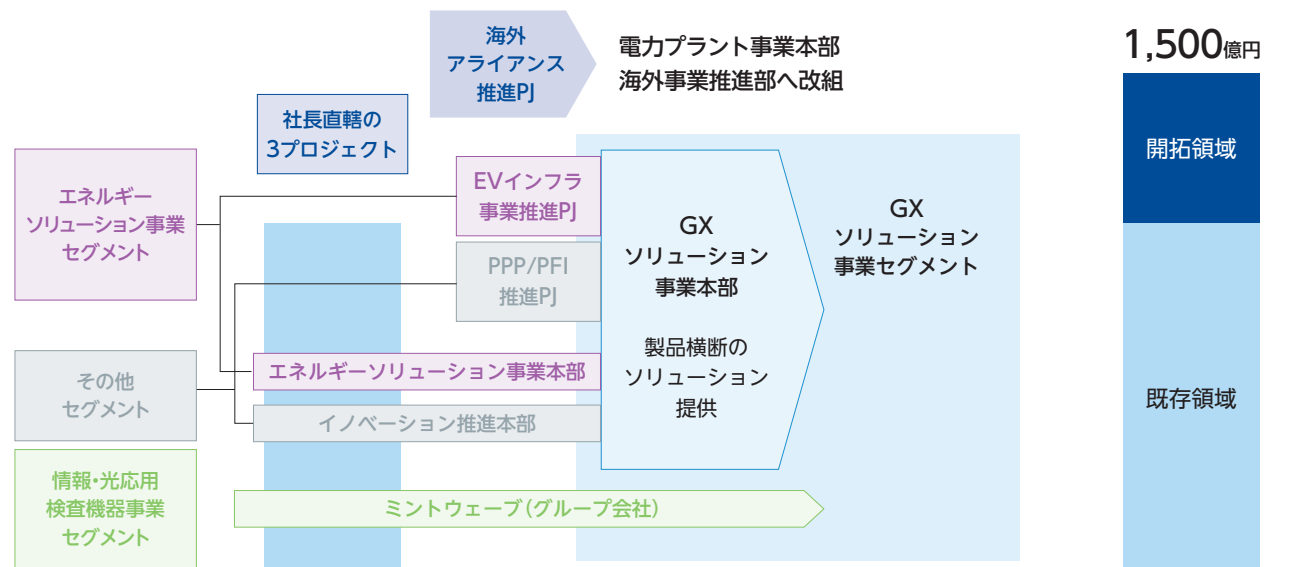 海外
アライアンス
推進PJ
電力プラント事業本部
海外事業推進部へ改組
1,500億円
社長直轄の
3プロジェクト
開拓領域
エネルギー
ソリューション事業
セグメント
EVインフラ
事業推進PJ
PPP/PFI
推進PJ
GX
ソリューション
事業本部
製品横断の
ソリューション
提供
GX
ソリューション
事業セグメント
その他
セグメント
エネルギーソリューション事業本部
イノベーション推進本部
既存領域
情報・光応用
検査機器事業
セグメント
ミントウェーブ（グループ会社）